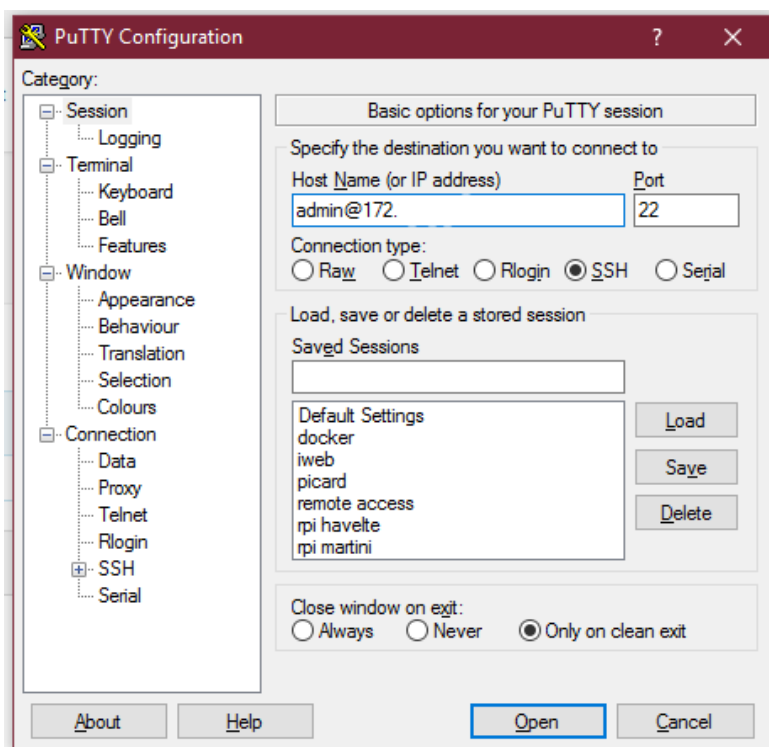 PuTTY Configuration
?
Category:
Session
Logging
Terminal
Keyboard
Bell
Features
Window
Appearance
Behaviour
Translation
Selection
Colours
Connection
Data
Proxy
Telnet
Rlogin
SSH
Serial
Basic options for your PuTTY session
Specify the destination you want to connect to
Host Name (or IP address) Port
admin@172. 22
Connection type:
Raw Telnet Rlogin SSH Serial
Load, save or delete a stored session
Saved Sessions
Default Settings
docker
iweb
picard
remote access
rpi havelte
rpi martini
Load
Save
Delete
Close window on exit:
Always Never Only on clean exit
About Help Open Cancel